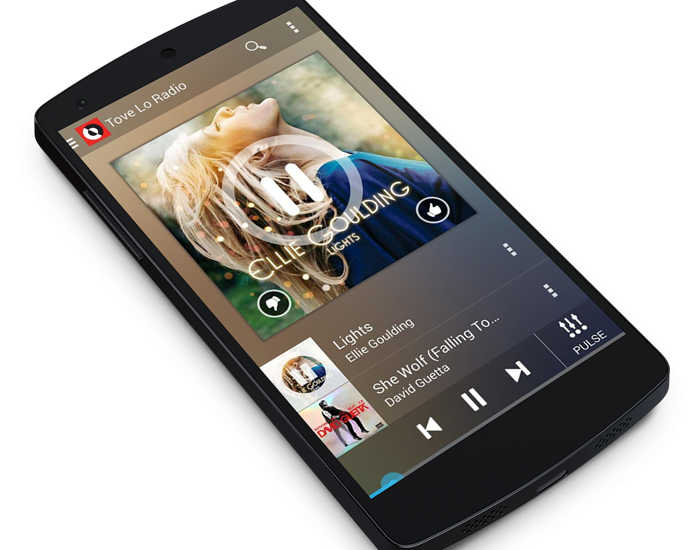 Tove Lo Radio
ELLIE GOULDING
LIGHTS
Lights
Ellie Goulding
She Wolf (Falling To...
David Guetta
PULSE